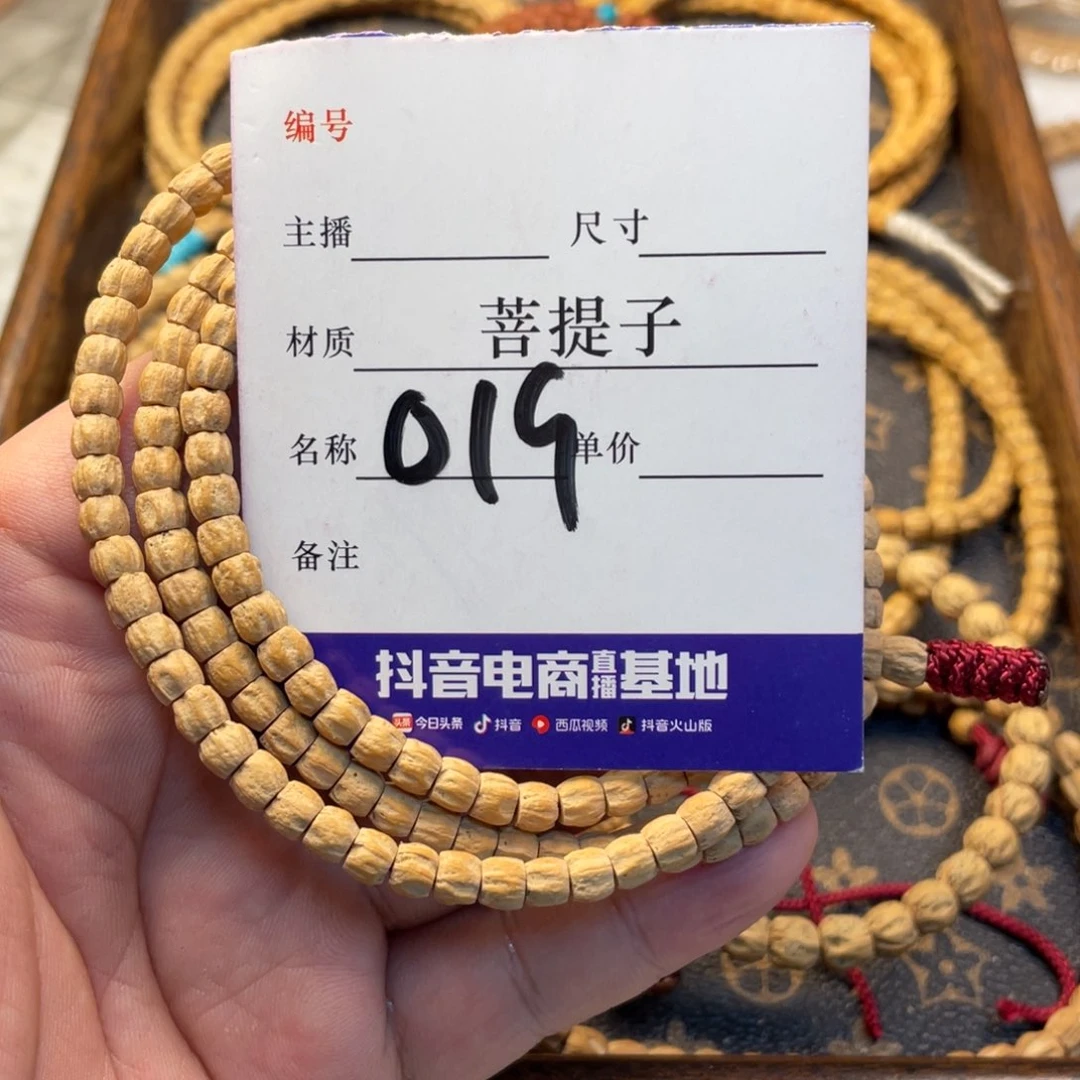 编号
主播 尺寸
材质 菩提子
名称 019 单价
备注
抖音电商直播基地
头条 今日头条 抖音 西瓜视频 抖音火山版